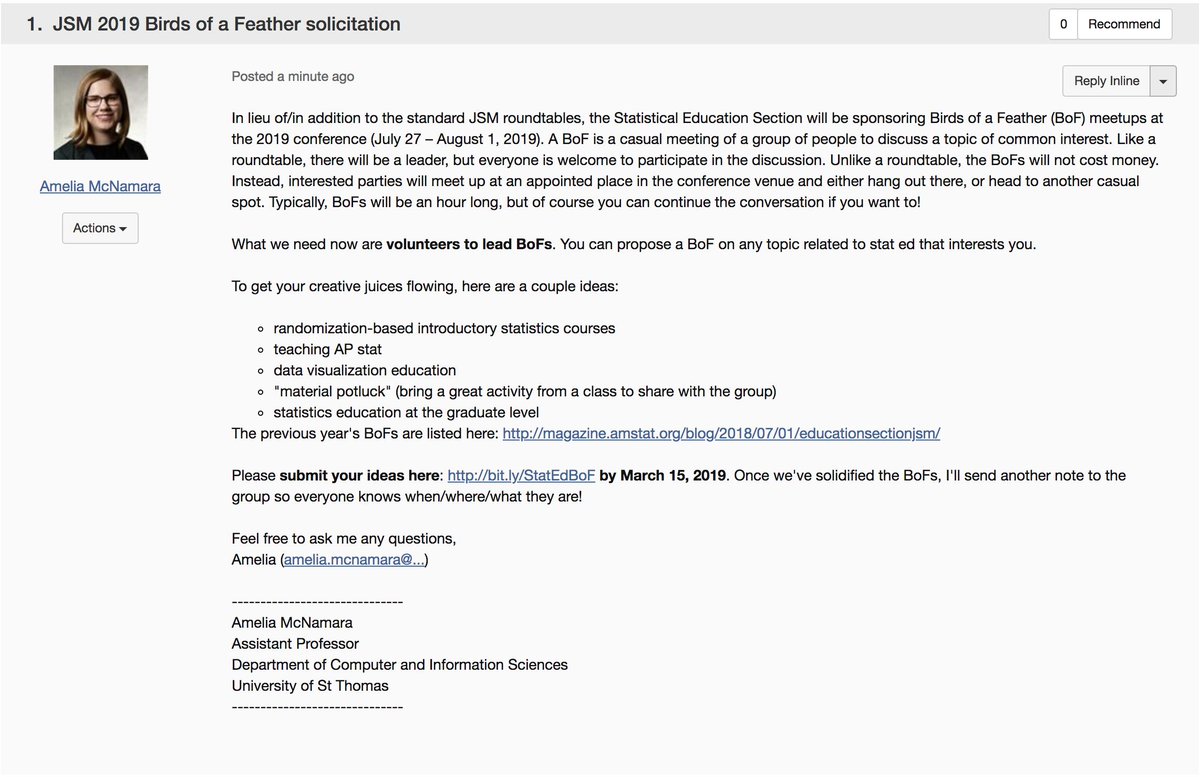 1. JSM 2019 Birds of a Feather solicitation
0 Recommend
Amelia McNamara
Actions
Posted a minute ago
Reply Inline
In lieu of/in addition to the standard JSM roundtables, the Statistical Education Section will be sponsoring Birds of a Feather (BoF) meetups at
the 2019 conference (July 27 – August 1, 2019). A BoF is a casual meeting of a group of people to discuss a topic of common interest. Like a
roundtable, there will be a leader, but everyone is welcome to participate in the discussion. Unlike a roundtable, the BoFs will not cost money.
Instead, interested parties will meet up at an appointed place in the conference venue and either hang out there, or head to another casual
spot. Typically, BoFs will be an hour long, but of course you can continue the conversation if you want to!
What we need now are volunteers to lead BoFs. You can propose a BoF on any topic related to stat ed that interests you.
To get your creative juices flowing, here are a couple ideas:
randomization-based introductory statistics courses
teaching AP stat
data visualization education
"material potluck" (bring a great activity from a class to share with the group)
statistics education at the graduate level
The previous year's BoFs are listed here: http://magazine.amstat.org/blog/2018/07/01/educationsectionjsm/
Please submit your ideas here: http://bit.ly/StatEdBoF by March 15, 2019. Once we've solidified the BoFs, I'll send another note to the
group so everyone knows when/where/what they are!
Feel free to ask me any questions,
Amelia (amelia.mcnamara@...)
------------------------------
Amelia McNamara
Assistant Professor
Department of Computer and Information Sciences
University of St Thomas
------------------------------